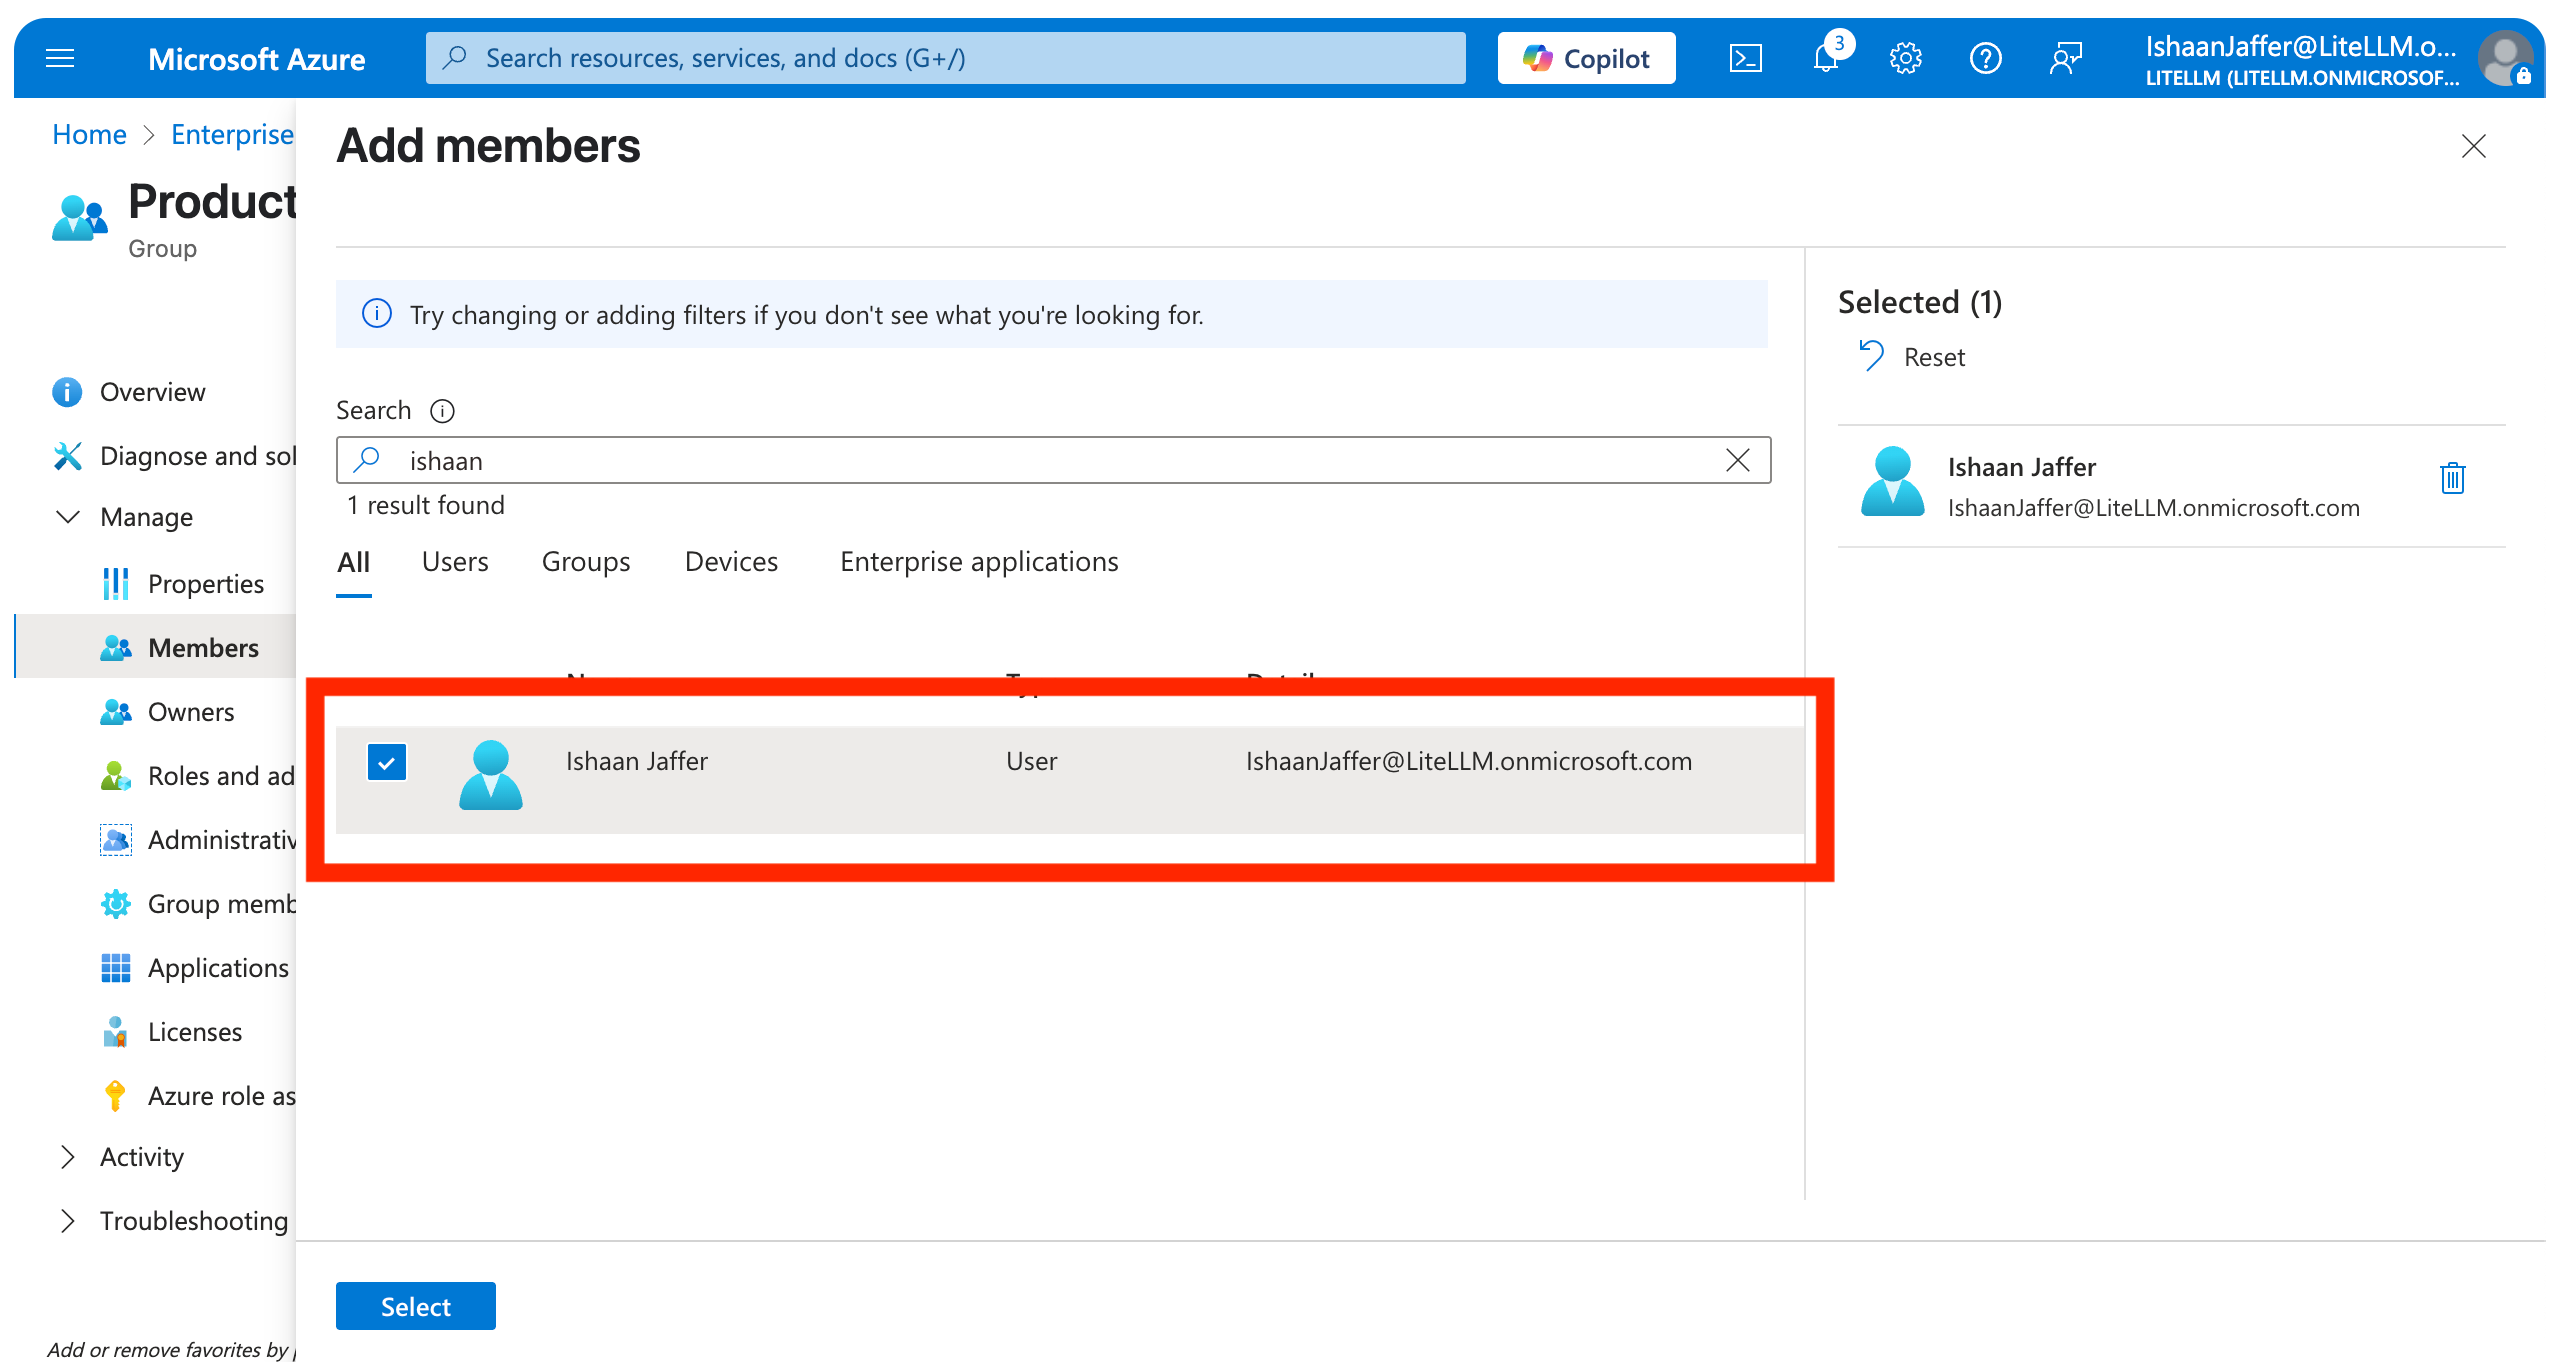 Microsoft Azure
Search resources, services, and docs (G+/)
Copilot
3
IshaanJaffer@LiteLLM.o...
LITELLM (LITELLM.ONMICROSOF...
Home > Enterprise
Product
Group
Overview
Diagnose and sol
Manage
Properties
Members
Owners
Roles and ad
Administrativ
Group memb
Applications
Licenses
Azure role as
Activity
Troubleshooting
Add or remove favorites by
Add members
Try changing or adding filters if you don't see what you're looking for.
Search
ishaan
1 result found
All Users Groups Devices Enterprise applications
Ishaan Jaffer User IshaanJaffer@LiteLLM.onmicrosoft.com
Select
Selected (1)
Reset
Ishaan Jaffer
IshaanJaffer@LiteLLM.onmicrosoft.com